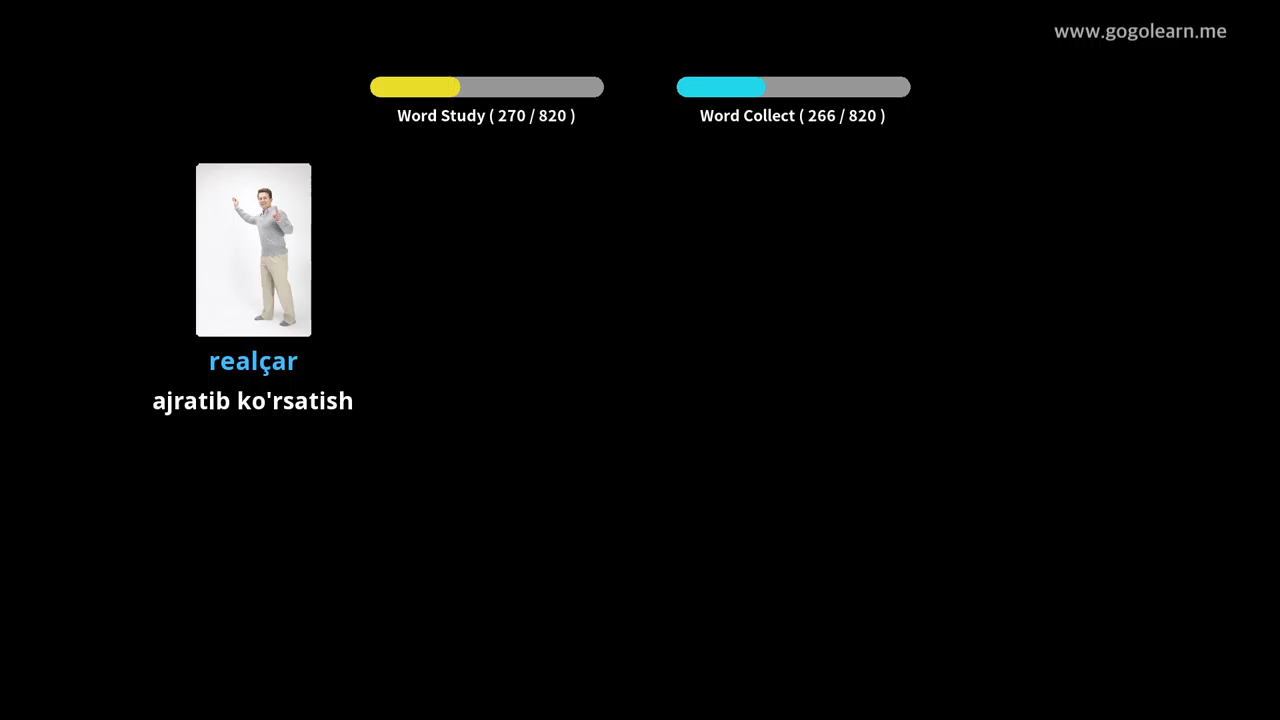 www.gogolearn.me
Word Study ( 270 / 820 )
Word Collect ( 266 / 820 )
realçar
ajratib ko'rsatish